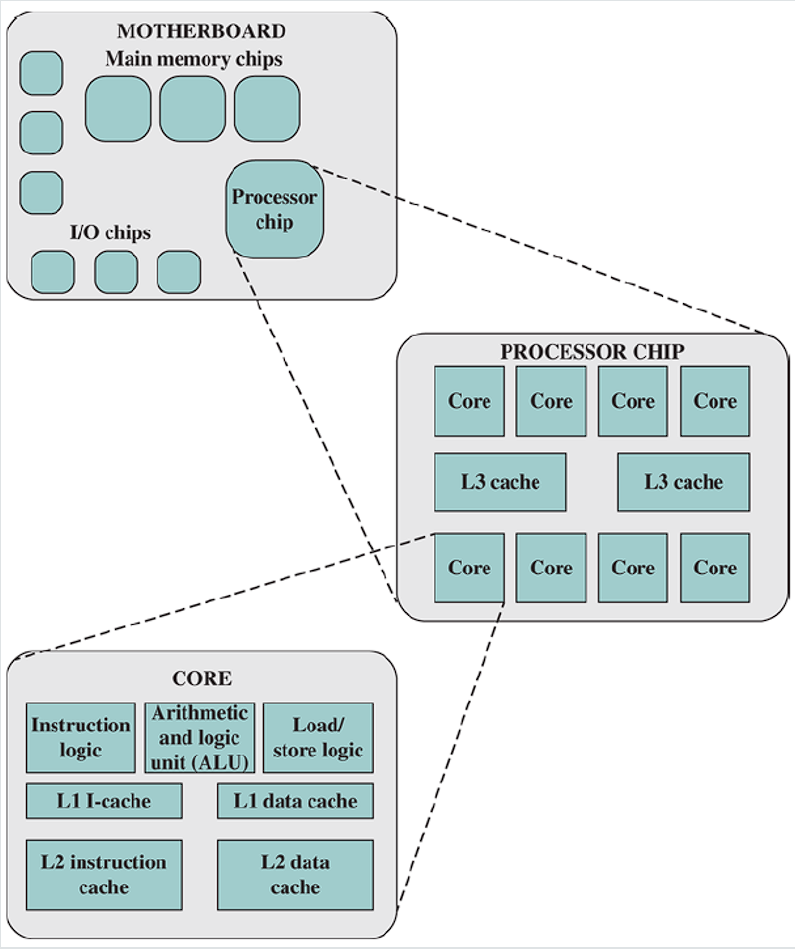 MOTHERBOARD
Main memory chips
Processor
chip
I/O chips
PROCESSOR CHIP
Core
Core
Core
Core
L3 cache
L3 cache
Core
Core
Core
Core
CORE
Instruction
logic
Arithmetic
and logic
unit (ALU)
Load/
store logic
L1 I-cache
L1 data cache
L2 instruction
cache
L2 data
cache